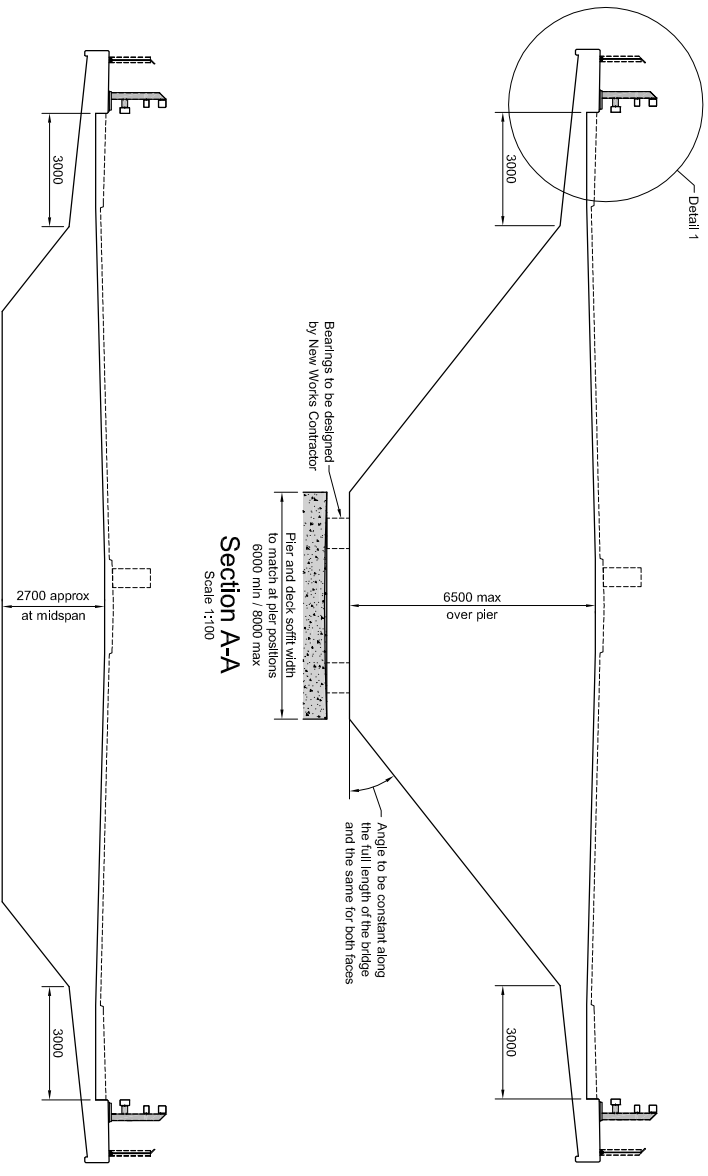 Detail 1
3000
3000
6500 max
over pier
Angle to be constant along
the full length of the bridge
and the same for both faces
Bearings to be designed
by New Works Contractor
Pier and deck soffit width
to match at pier positions
6000 min / 8000 max
Section A-A
Scale 1:100
3000
3000
2700 approx
at midspan